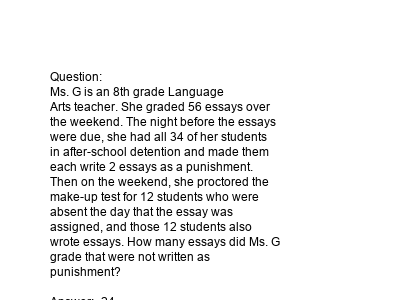 Question:
Ms. G is an 8th grade Language
Arts teacher. She graded 56 essays over
the weekend. The night before the essays
were due, she had all 34 of her students
in after-school detention and made them
each write 2 essays as a punishment.
Then on the weekend, she proctored the
make-up test for 12 students who were
absent the day that the essay was
assigned, and those 12 students also
wrote essays. How many essays did Ms. G
grade that were not written as
punishment?